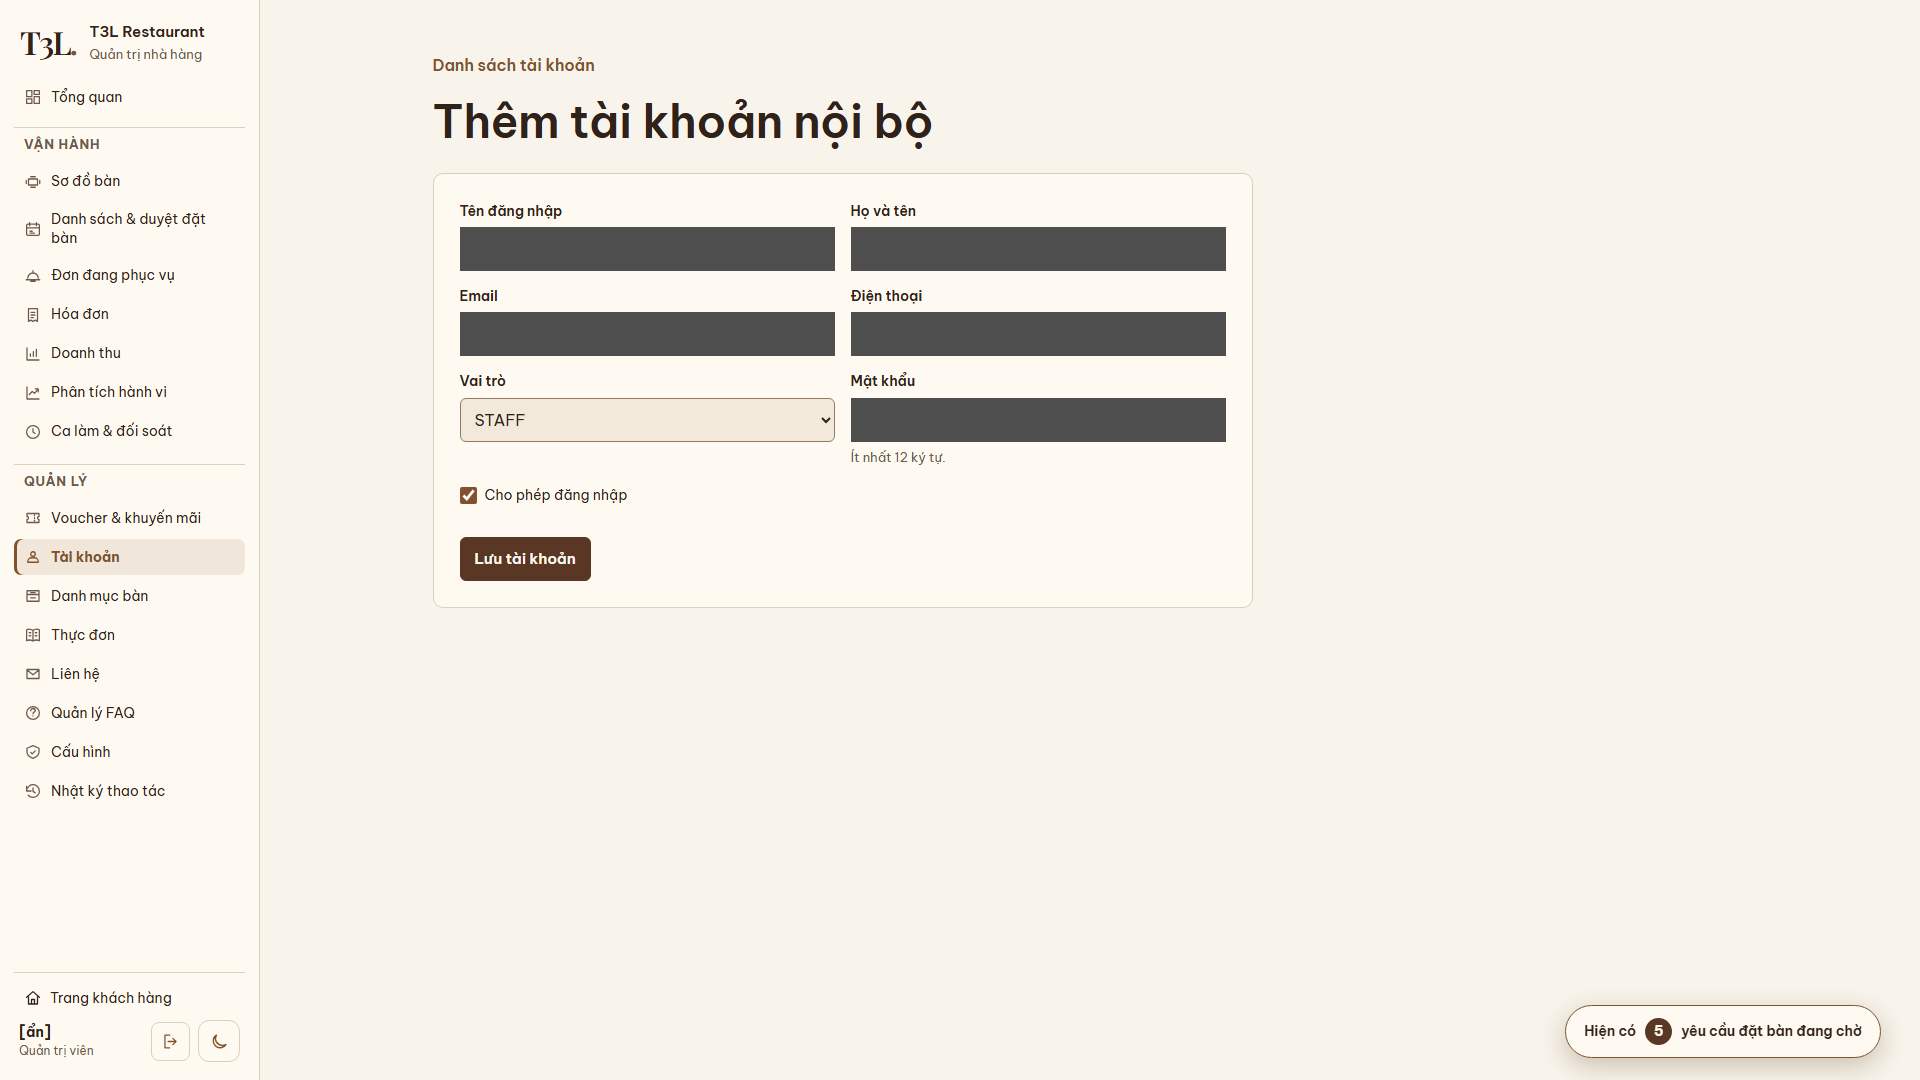 T3L.
T3L Restaurant
Quản trị nhà hàng
Tổng quan
VẬN HÀNH
Sơ đồ bàn
Danh sách & duyệt đặt
bàn
Đơn đang phục vụ
Hóa đơn
Doanh thu
Phân tích hành vi
Ca làm & đối soát
QUẢN LÝ
Voucher & khuyến mãi
Tài khoản
Danh mục bàn
Thực đơn
Liên hệ
Quản lý FAQ
Cấu hình
Nhật ký thao tác
Trang khách hàng
[ẩn]
Quản trị viên
Danh sách tài khoản
Thêm tài khoản nội bộ
Tên đăng nhập
Họ và tên
Email
Điện thoại
Vai trò
Mật khẩu
STAFF
Ít nhất 12 ký tự.
Cho phép đăng nhập
Lưu tài khoản
Hiện có 5 yêu cầu đặt bàn đang chờ